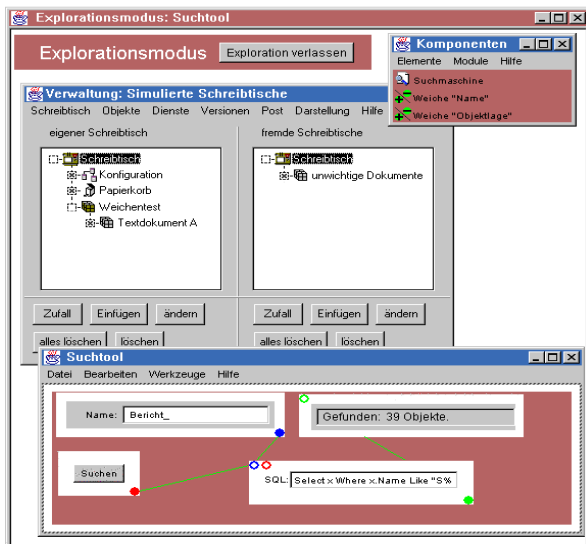 Explorationsmodus: Suchtool
Explorationsmodus
Exploration verlassen
Komponenten
Elemente Module Hilfe
Suchmaschine
Weiche "Name"
Weiche "Objektlage"
Verwaltung: Simulierte Schreibtische
Schreibtisch Objekte Dienste Versionen Post Darstellung Hilfe
eigener Schreibtisch
Schreibtisch
Konfiguration
Papierkorb
Weichentest
Textdokument A
Zufall Einfügen ändern
alles löschen löschen
fremde Schreibtische
Schreibtisch
unwichtige Dokumente
Zufall Einfügen ändern
alles löschen löschen
Suchtool
Datei Bearbeiten Werkzeuge Hilfe
Name: Bericht_
Gefunden: 39 Objekte.
Suchen
SQL: Select x Where x.Name Like "S%